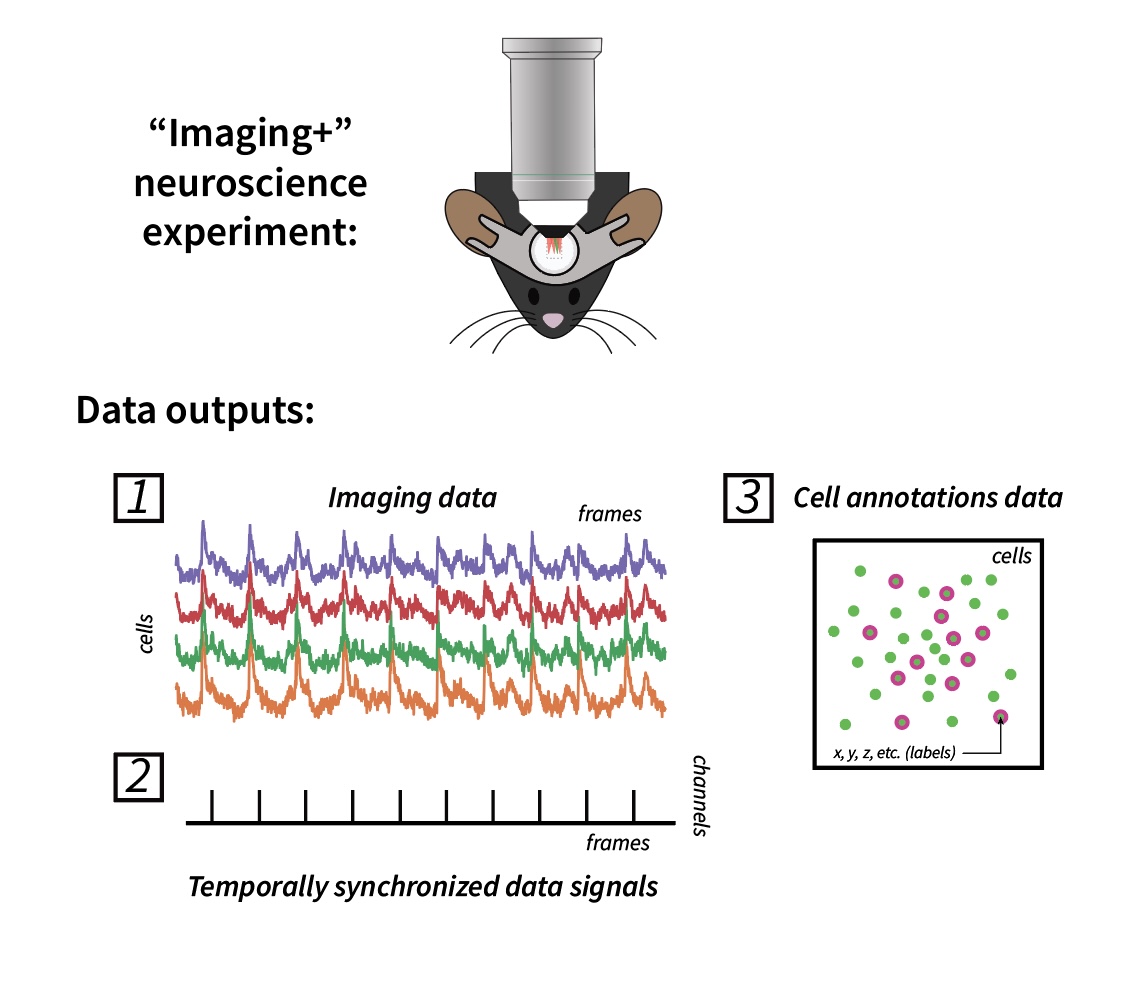 “Imaging+”
neuroscience
experiment:
Data outputs:
1
Imaging data
frames
cells
2
channels
frames
Temporally synchronized data signals
3
Cell annotations data
cells
x, y, z, etc. (labels)